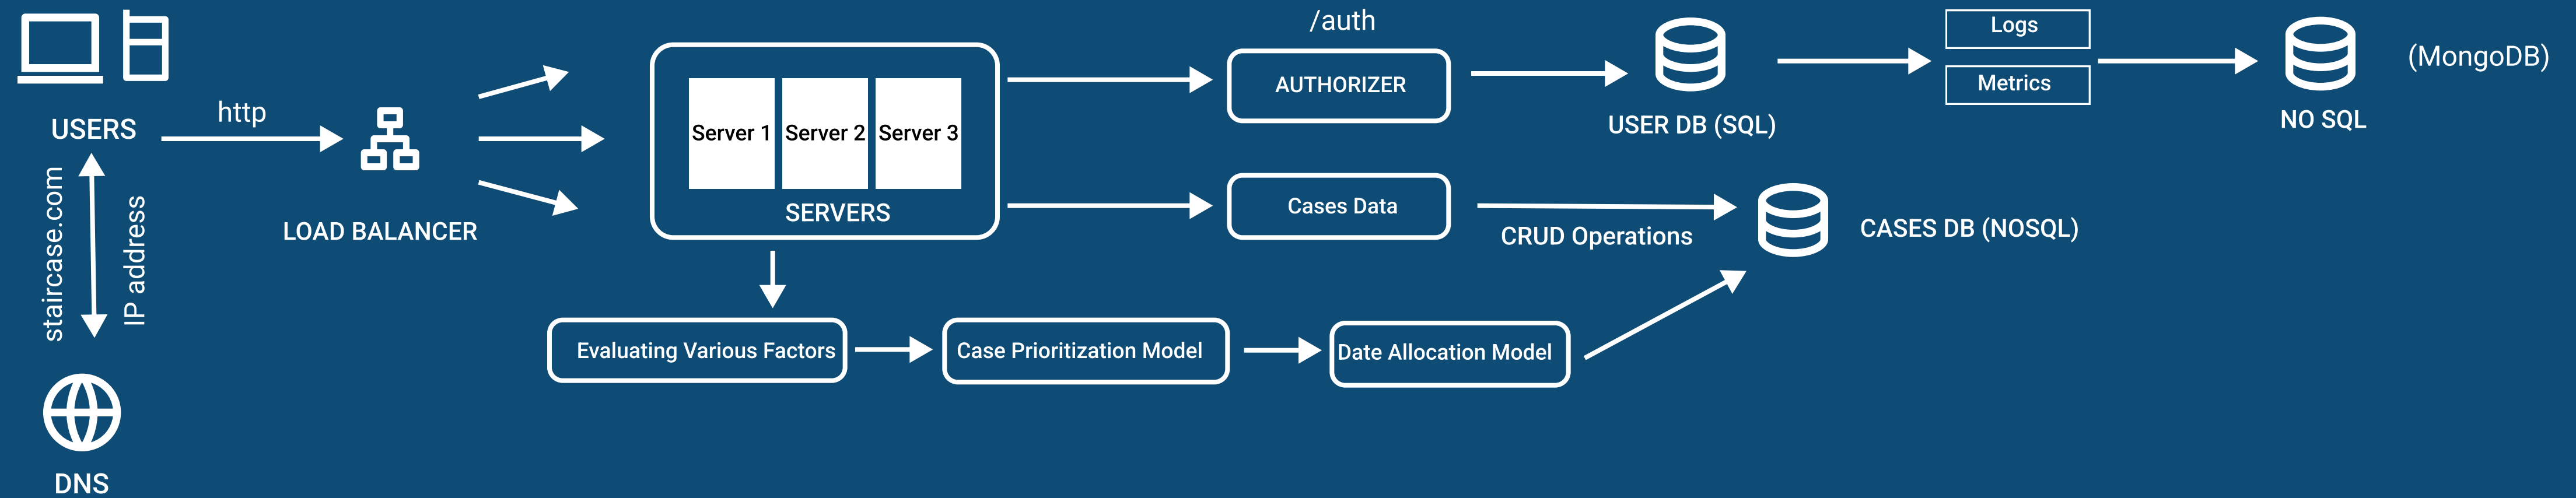 USERS
http
staircase.com
IP address
DNS
LOAD BALANCER
Server 1
Server 2
Server 3
SERVERS
/auth
AUTHORIZER
USER DB (SQL)
Logs
Metrics
NO SQL
(MongoDB)
Cases Data
CRUD Operations
CASES DB (NOSQL)
Evaluating Various Factors
Case Prioritization Model
Date Allocation Model